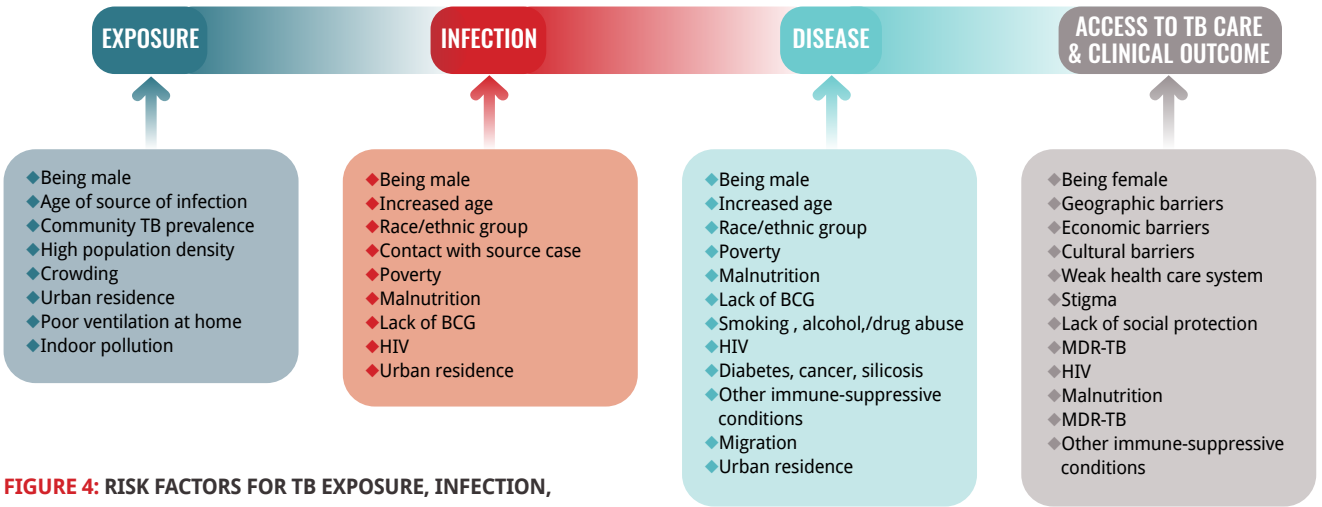 EXPOSURE
INFECTION
DISEASE
ACCESS TO TB CARE
& CLINICAL OUTCOME
◆Being male
◆Age of source of infection
◆Community TB prevalence
◆High population density
◆Crowding
◆Urban residence
◆Poor ventilation at home
◆Indoor pollution
◆Being male
◆Increased age
◆Race/ethnic group
◆Contact with source case
◆Poverty
◆Malnutrition
◆Lack of BCG
◆HIV
◆Urban residence
◆Being male
◆Increased age
◆Race/ethnic group
◆Poverty
◆Malnutrition
◆Lack of BCG
◆Smoking , alcohol,/drug abuse
◆HIV
◆Diabetes, cancer, silicosis
◆Other immune-suppressive
conditions
◆Migration
◆Urban residence
◆Being female
◆Geographic barriers
◆Economic barriers
◆Cultural barriers
◆Weak health care system
◆Stigma
◆Lack of social protection
◆MDR-TB
◆HIV
◆Malnutrition
◆MDR-TB
◆Other immune-suppressive
conditions
FIGURE 4: RISK FACTORS FOR TB EXPOSURE, INFECTION,